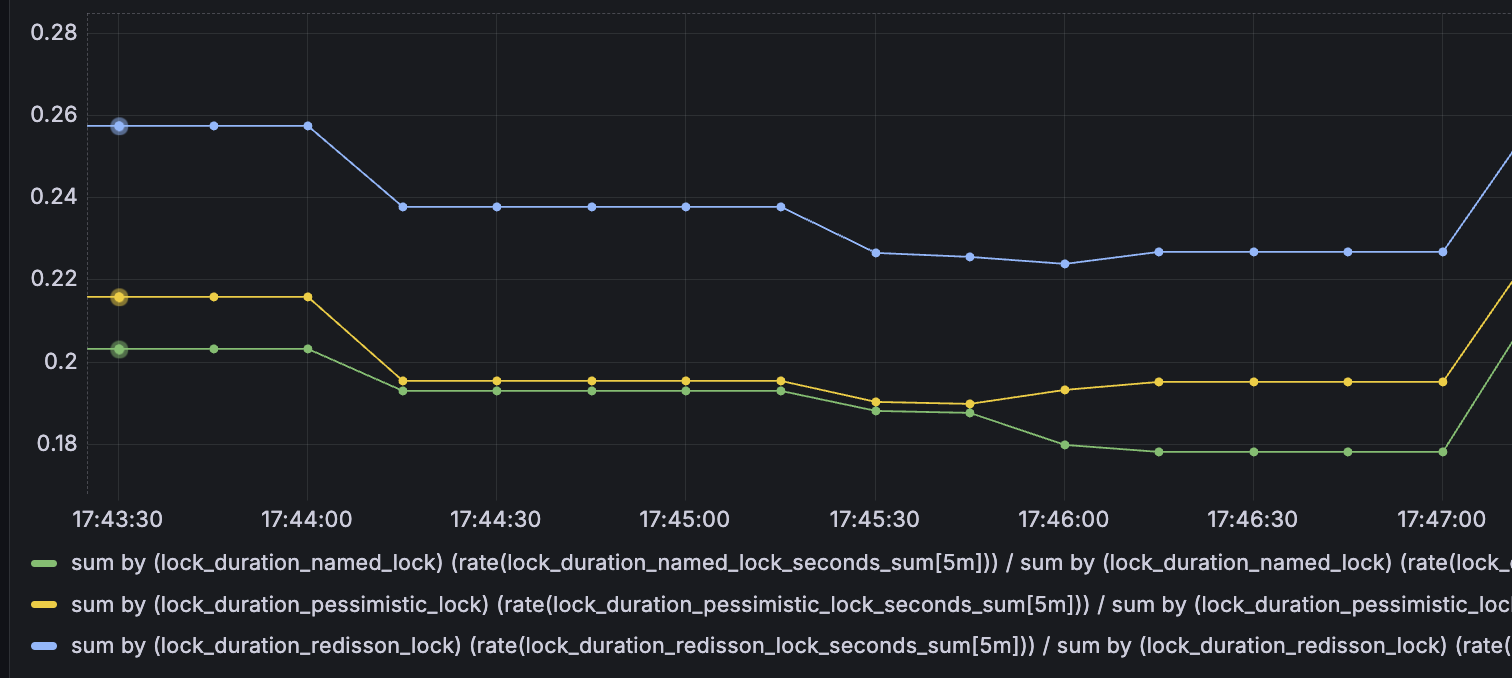 0.28
0.26
0.24
0.22
0.2
0.18
17:43:30 17:44:00 17:44:30 17:45:00 17:45:30 17:46:00 17:46:30 17:47:00
sum by (lock_duration_named_lock) (rate(lock_duration_named_lock_seconds_sum[5m])) / sum by (lock_duration_named_lock) (rate(lock_
sum by (lock_duration_pessimistic_lock) (rate(lock_duration_pessimistic_lock_seconds_sum[5m])) / sum by (lock_duration_pessimistic_loc
sum by (lock_duration_redisson_lock) (rate(lock_duration_redisson_lock_seconds_sum[5m])) / sum by (lock_duration_redisson_lock) (rate(